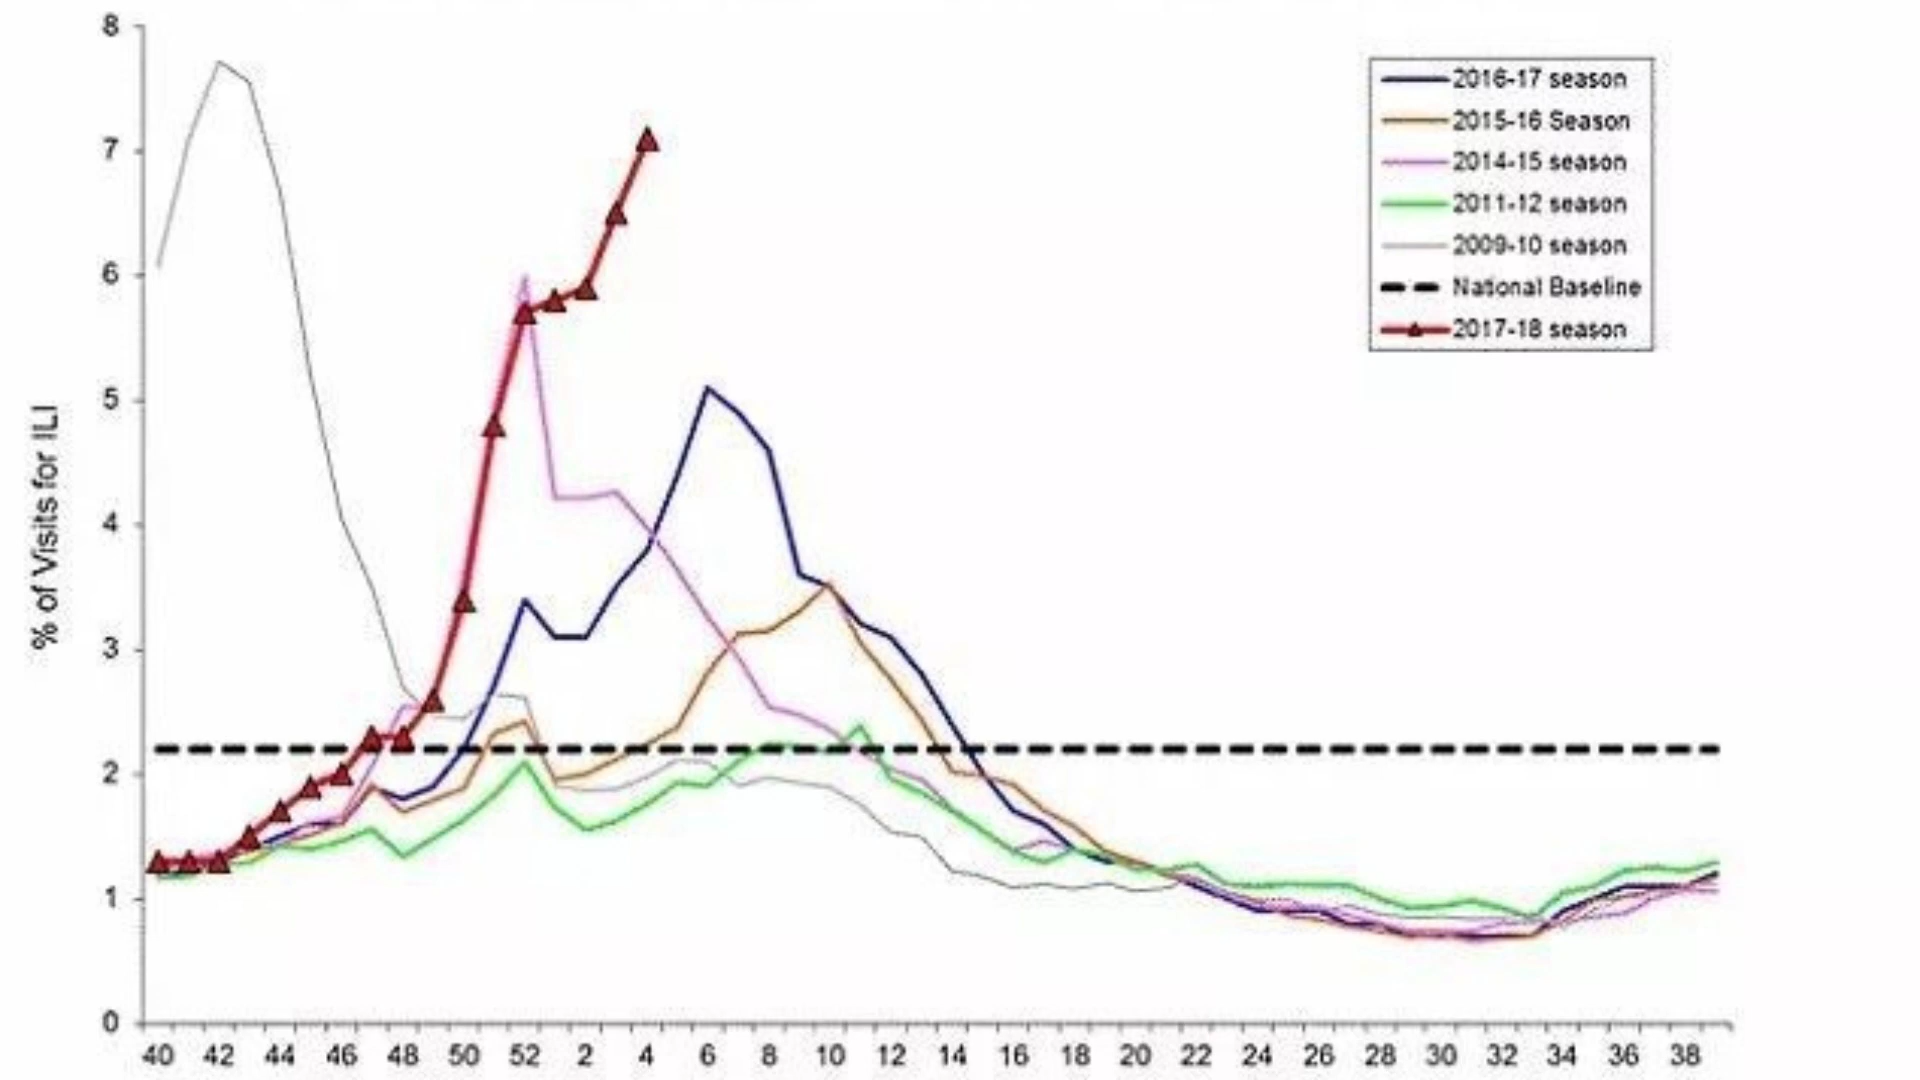 8
7
6
5
4
3
2
1
0
% of Visits for ILI
2016-17 season
2015-16 Season
2014-15 season
2011-12 season
2009-10 season
National Baseline
2017-18 season
40 42 44 46 48 50 52 2 4 6 8 10 12 14 16 18 20 22 24 26 28 30 32 34 36 38